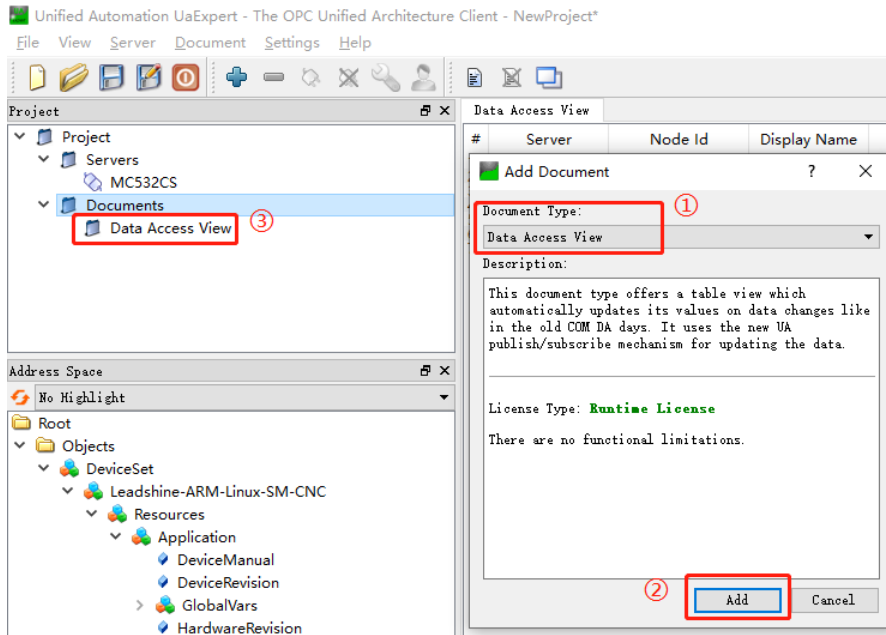 Unified Automation UaExpert - The OPC Unified Architecture Client - NewProject*
File View Server Document Settings Help
Project
Project
Servers
MC532CS
Documents
Data Access View
③
Address Space
No Highlight
Root
Objects
DeviceSet
Leadshine-ARM-Linux-SM-CNC
Resources
Application
DeviceManual
DeviceRevision
GlobalVars
HardwareRevision
Data Access View
# Server Node Id Display Name
Add Document ?
Document Type:
①
Data Access View
Description:
This document type offers a table view which
automatically updates its values on data changes like
in the old COM DA days. It uses the new UA
publish/subscribe mechanism for updating the data.
License Type: Runtime License
There are no functional limitations.
②
Add Cancel